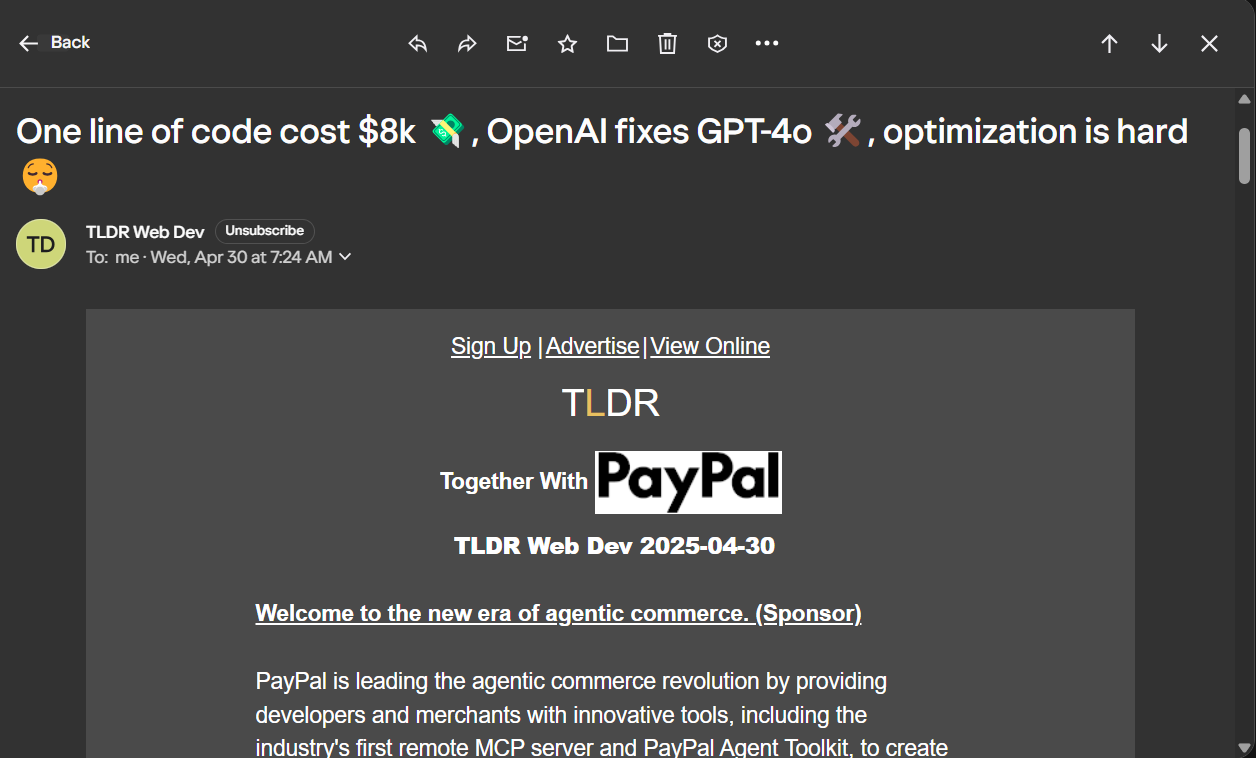 Back
One line of code cost $8k 💸, OpenAI fixes GPT-4o 🛠️, optimization is hard
😮‍💨
TD
TLDR Web Dev Unsubscribe
To: me · Wed, Apr 30 at 7:24 AM
Sign Up | Advertise | View Online
TLDR
Together With PayPal
TLDR Web Dev 2025-04-30
Welcome to the new era of agentic commerce. (Sponsor)
PayPal is leading the agentic commerce revolution by providing
developers and merchants with innovative tools, including the
industry's first remote MCP server and PayPal Agent Toolkit, to create